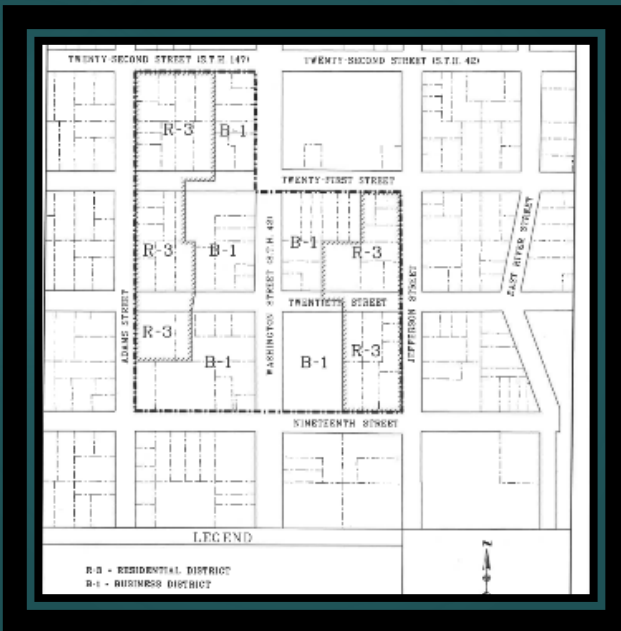 TWENTY-SECOND STREET (S.T.H. 147)
TWENTY-SECOND STREET (S.T.H. 42)
R-3
B-1
TWENTY-FIRST STREET
EAST RIVER STREET
WASHINGTON STREET (S.T.H. 42)
B-1
R-3
B-1
R-3
JEFFERSON STREET
ADAMS STREET
TWENTIETH STREET
R-3
R-3
B-1
B-1
NINETEENTH STREET
LEGEND
R-3 - RESIDENTIAL DISTRICT
B-1 - BUSINESS DISTRICT
Z